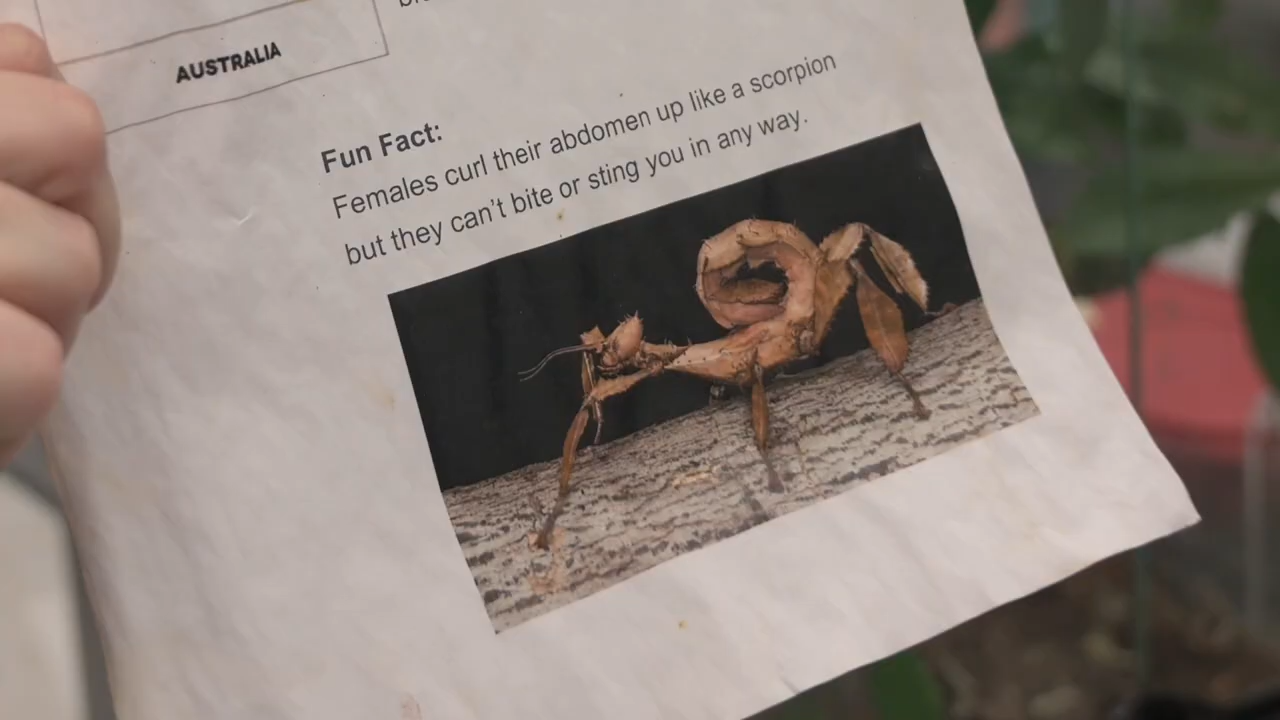 AUSTRALIA
Fun Fact:
Females curl their abdomen up like a scorpion
but they can't bite or sting you in any way.